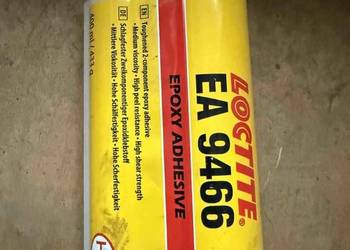 LOCTITE®
EA 9466
EPOXY ADHESIVE
EN Toughened 2-component epoxy adhesive
• Medium viscosity • High peel resistance • High shear strength
DE Schlagfester Zweikomponentiger Epoxidklebstoff
• Mittlere Viskosität • Hohe Schälfestigkeit • Hohe Scherfestigkeit
400 ml / 433 g